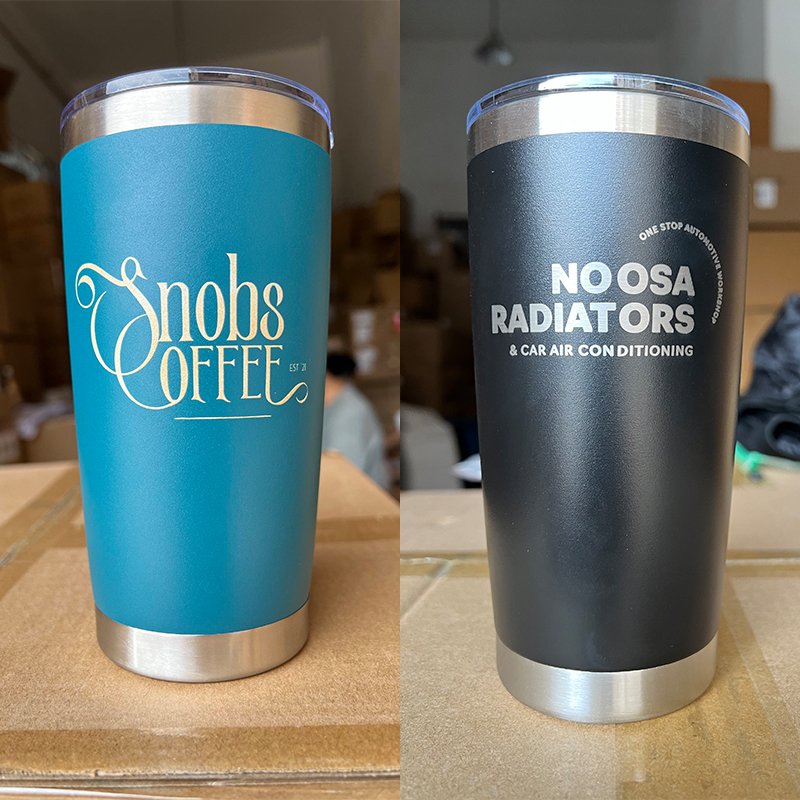 Snobs
COFFEE
EST '21
ONE STOP AUTOMOTIVE WORKSHOP
NOOSA
RADIATORS
& CAR AIR CONDITIONING